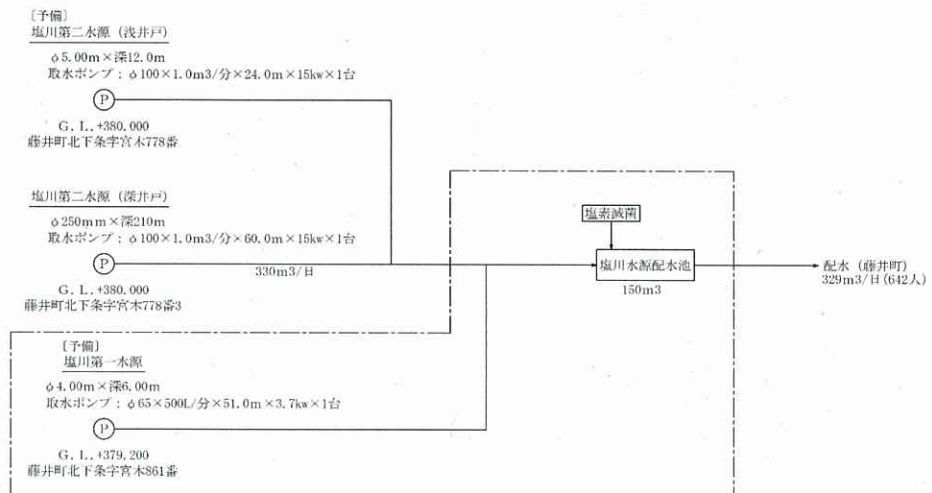 〔予備〕
塩川第二水源（浅井戸）
φ5.00m×深12.0m
取水ポンプ：φ100×1.0m3/分×24.0m×15kw×1台
P
G. L. +380.000
藤井町北下条字宮木778番
塩川第二水源（深井戸）
φ250mm×深210m
取水ポンプ：φ100×1.0m3/分×60.0m×15kw×1台
P
330m3/日
G. L. +380.000
藤井町北下条字宮木778番3
塩素滅菌
塩川水源配水池
150m3
配水（藤井町）
329m3/日(642人)
〔予備〕
塩川第一水源
φ4.00m×深6.00m
取水ポンプ：φ65×500L/分×51.0m×3.7kw×1台
P
G. L. +379.200
藤井町北下条字宮木861番